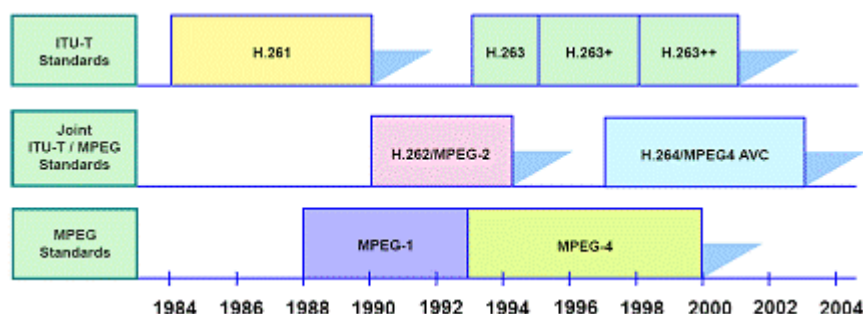 ITU-T
Standards
H.261
H.263
H.263+
H.263++
Joint
ITU-T / MPEG
Standards
H.262/MPEG-2
H.264/MPEG4 AVC
MPEG
Standards
MPEG-1
MPEG-4
1984 1986 1988 1990 1992 1994 1996 1998 2000 2002 2004